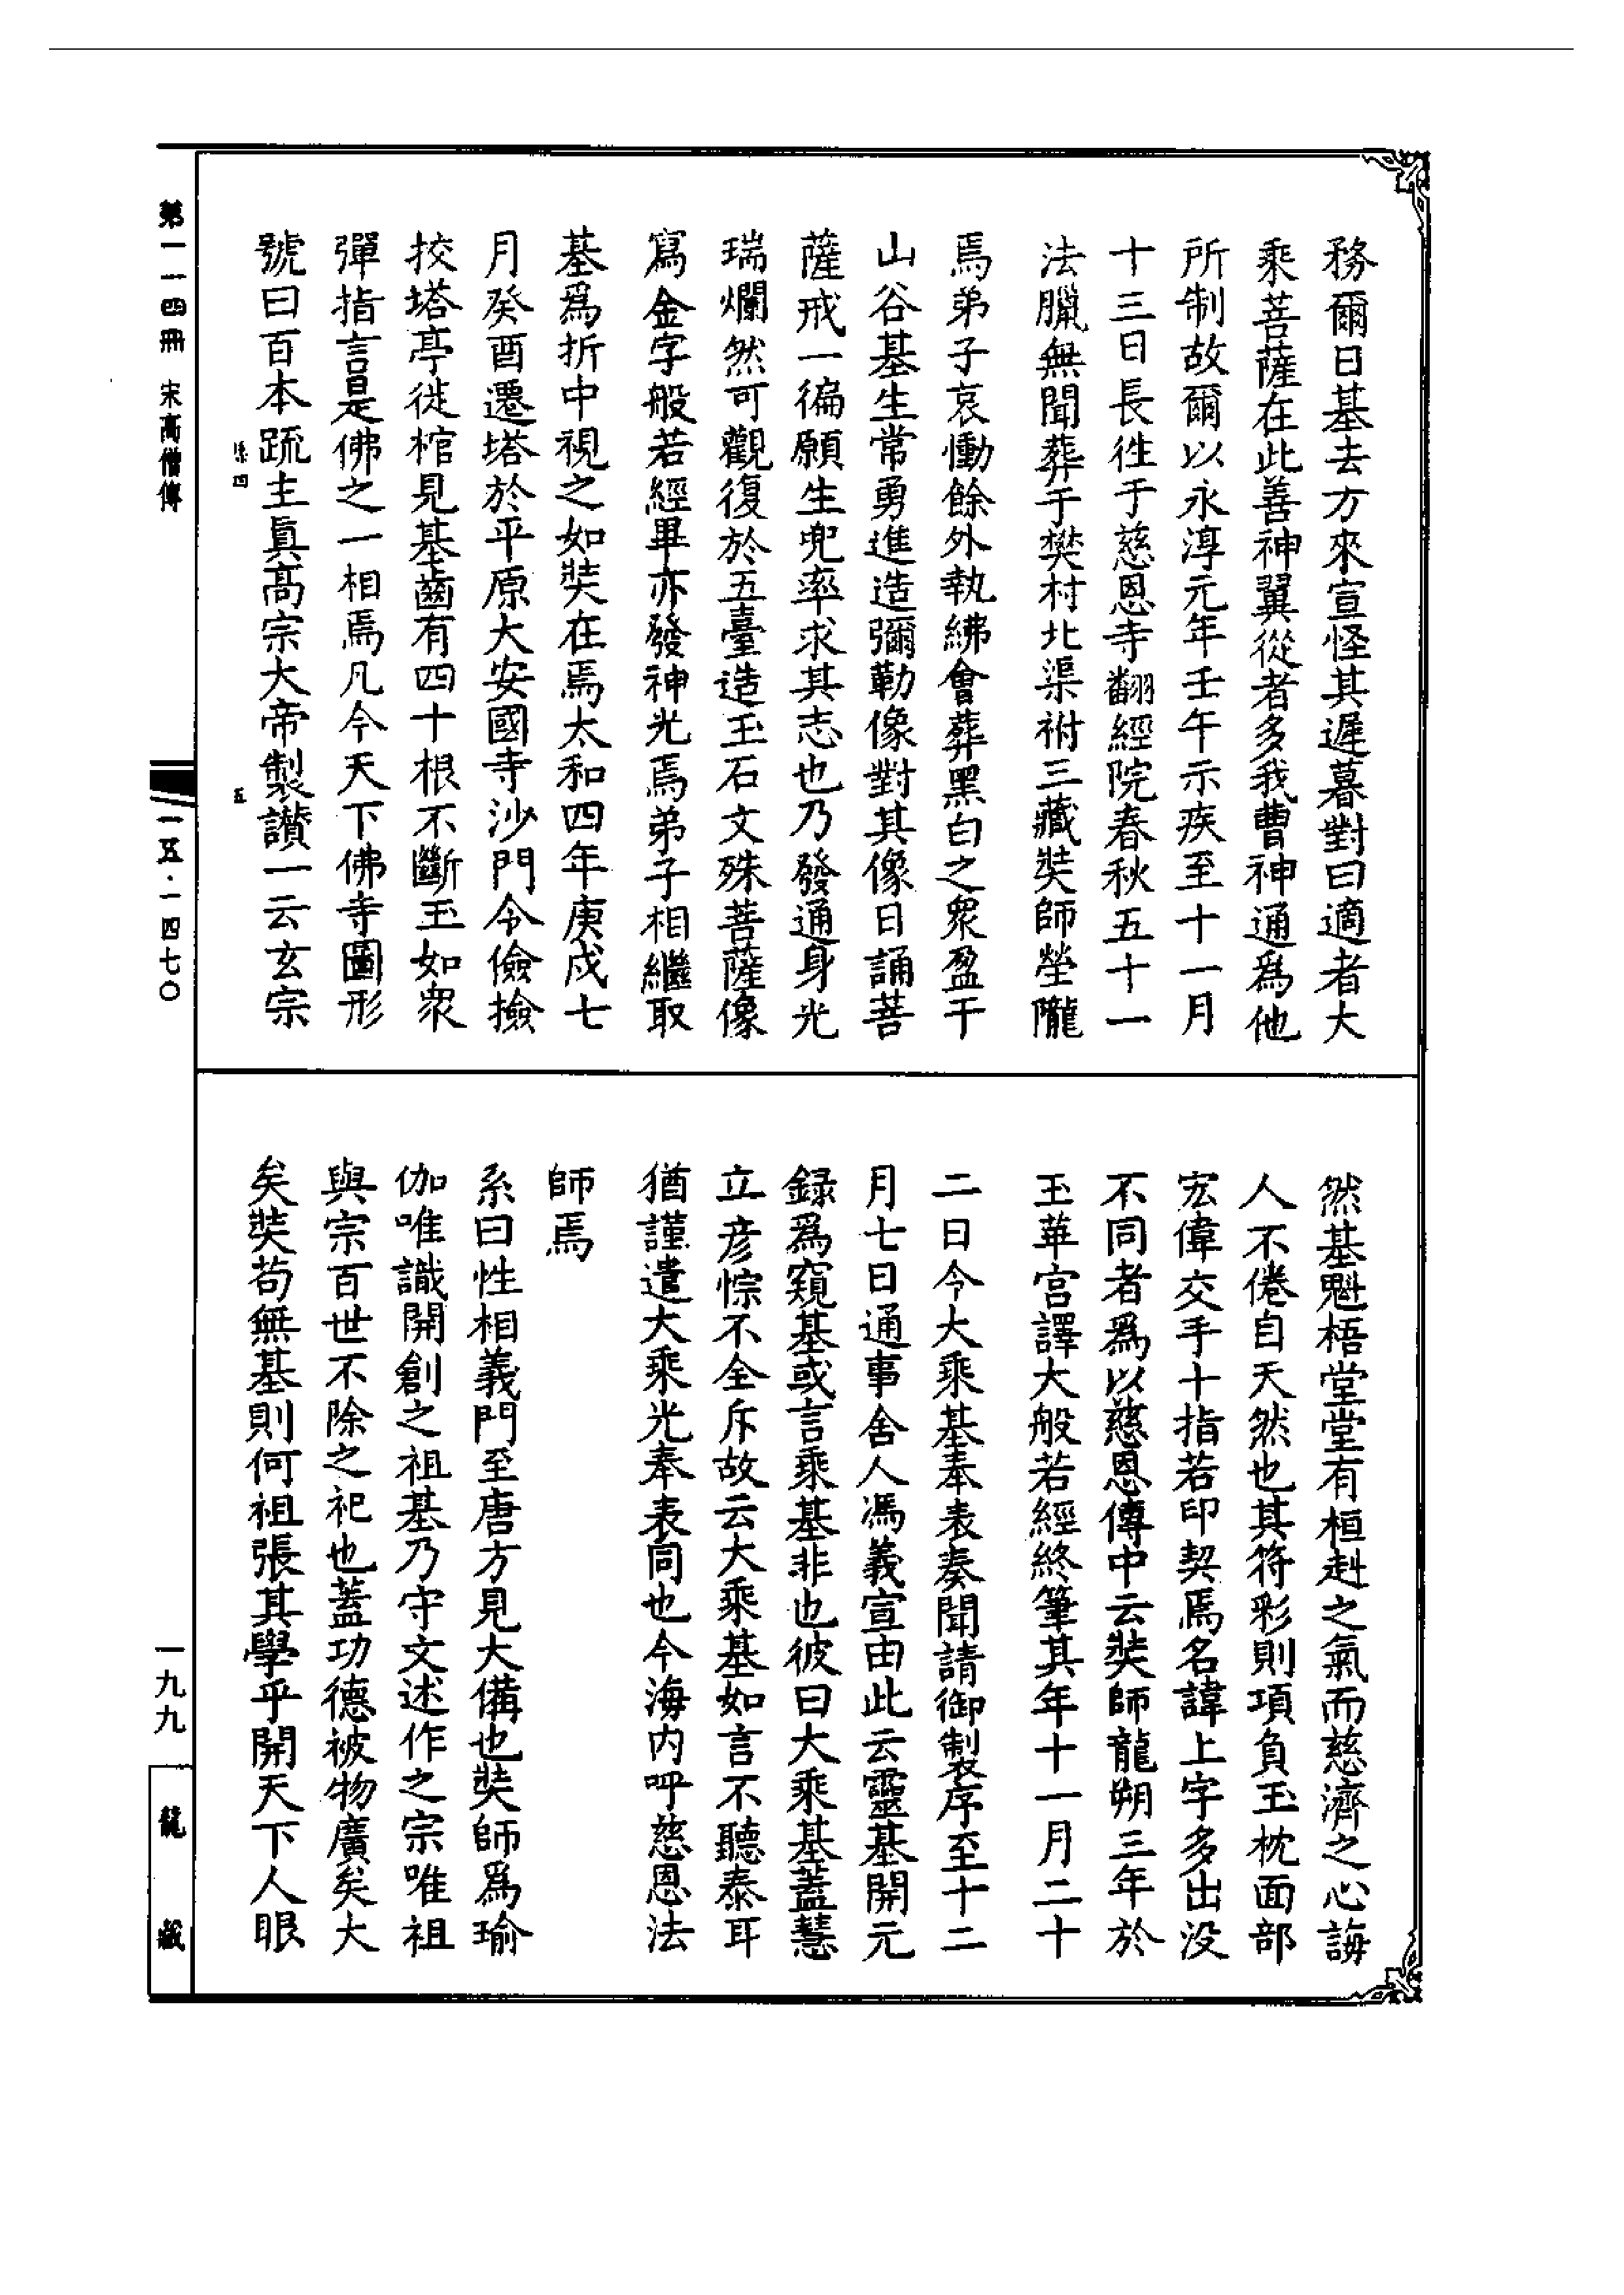 務爾日基去方來宣怪其遲暮對曰適者大
乘菩薩在此善神翼從者多我曹神通爲他
所制故爾以永淳元年壬午示疾至十一月
十三日長徃于慈恩寺翻經院春秋五十一
法臘無聞葬于樊村北渠祔三藏奘師塋隴
焉弟子哀慟餘外執紼會葬黑白之衆盈于
山谷基生常勇進造彌勒像對其像日誦菩
薩戒一徧願生兜率求其志也乃發通身光
瑞爛然可觀復於五臺造玉石文殊菩薩像
寫金字般若經畢亦發神光焉弟子相繼取
基爲折中視之如奘在焉太和四年庚戌七
月癸酉遷塔於平原大安國寺沙門令儉撿
挍塔亭徙棺見基齒有四十根不斷玉如衆
彈指言是佛之一相焉凡今天下佛寺圖形
號曰百本䟽主眞髙宗大帝製讃一云玄宗
然基魁梧堂堂有桓赳之氣而慈濟之心誨
人不倦自天然也其符彩則項負玉枕面部
宏偉交手十指若印契焉名諱上字多出没
不同者爲以慈恩傳中云奘師龍朔三年於
玉華宫譯大般若經終筆其年十一月二十
二日令大乘基奉表奏聞請御製序至十二
月七日通事舍人馮義宣由此云靈基開元
録爲窺基或言乘基非也彼曰大乘基蓋慧
立彦悰不全斥故云大乘基如言不聽泰耳
猶謹遣大乘光奉表同也今海内呼慈恩法
師焉
系曰性相義門至唐方見大備也奘師爲瑜
伽唯識開創之祖基乃守文述作之宗唯祖
與宗百世不除之祀也蓋功德被物廣矣大
矣奘茍無基則何祖張其學乎開天下人眼
第一一四冊 宋高僧傳
四
五
一五·一四七〇
一九九
龍藏